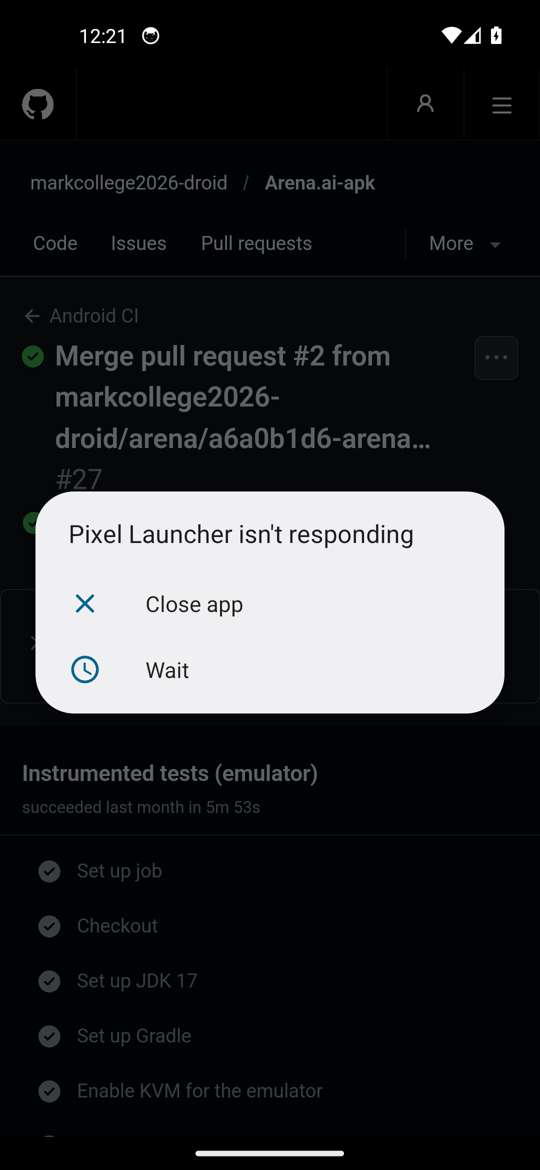 12:21
markcollege2026-droid / Arena.ai-apk
Code Issues Pull requests More
Android CI
Merge pull request #2 from
markcollege2026-
droid/arena/a6a0b1d6-arena…
#27
Pixel Launcher isn't responding
Close app
Wait
Instrumented tests (emulator)
succeeded last month in 5m 53s
Set up job
Checkout
Set up JDK 17
Set up Gradle
Enable KVM for the emulator